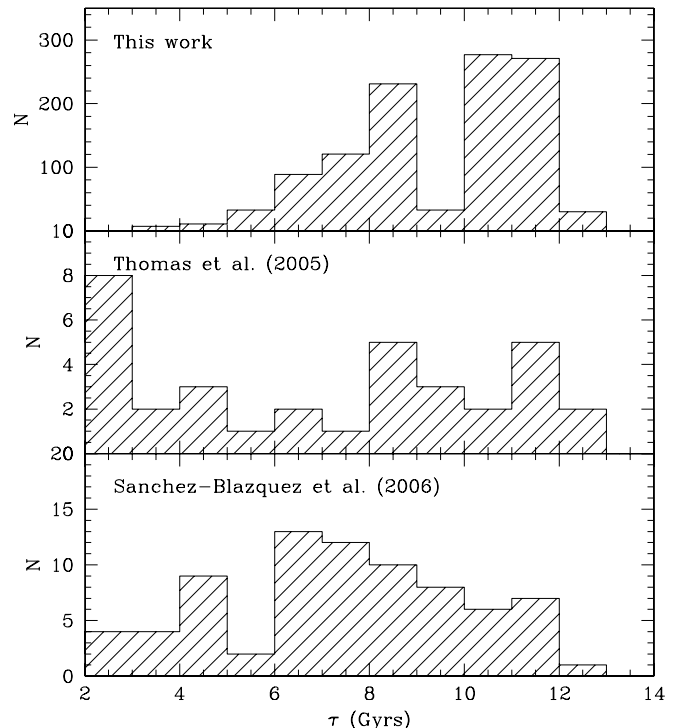 This work
300
200
100
10
N
Thomas et al. (2005)
8
6
4
2
20
N
Sanchez-Blazquez et al. (2006)
15
10
5
0
N
2 4 6 8 10 12 14
τ (Gyrs)